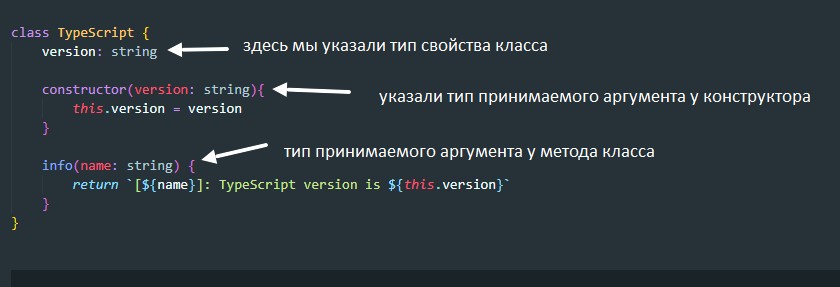 class TypeScript {
version: string
здесь мы указали тип свойства класса
constructor(version: string){
указали тип принимаемого аргумента у конструктора
this.version = version
}
тип принимаемого аргумента у метода класса
info(name: string) {
return `[${name}]: TypeScript version is ${this.version}`
}
}